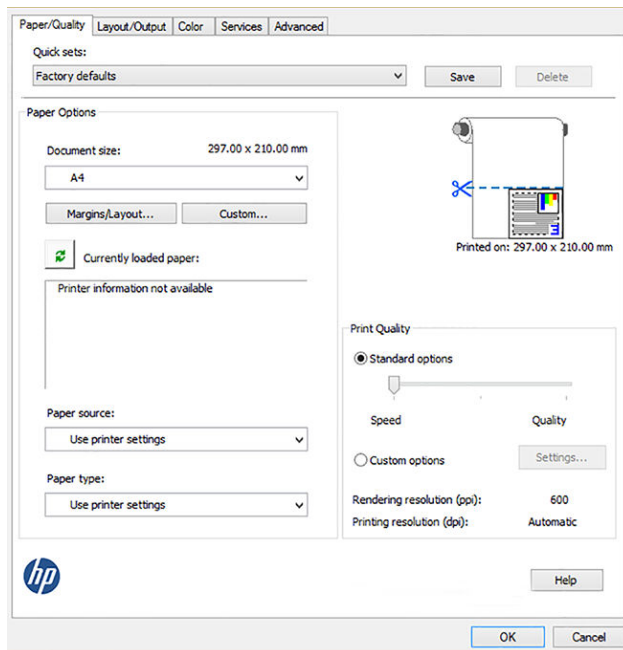 Paper/Quality Layout/Output Color Services Advanced
Quick sets:
Factory defaults Save Delete
Paper Options
Document size: 297.00 x 210.00 mm
A4
Margins/Layout... Custom...
Currently loaded paper:
Printer information not available
Printed on: 297.00 x 210.00 mm
Print Quality
Standard options
Speed Quality
Custom options Settings...
Rendering resolution (ppi): 600
Printing resolution (dpi): Automatic
Paper source:
Use printer settings
Paper type:
Use printer settings
hp
Help
OK Cancel